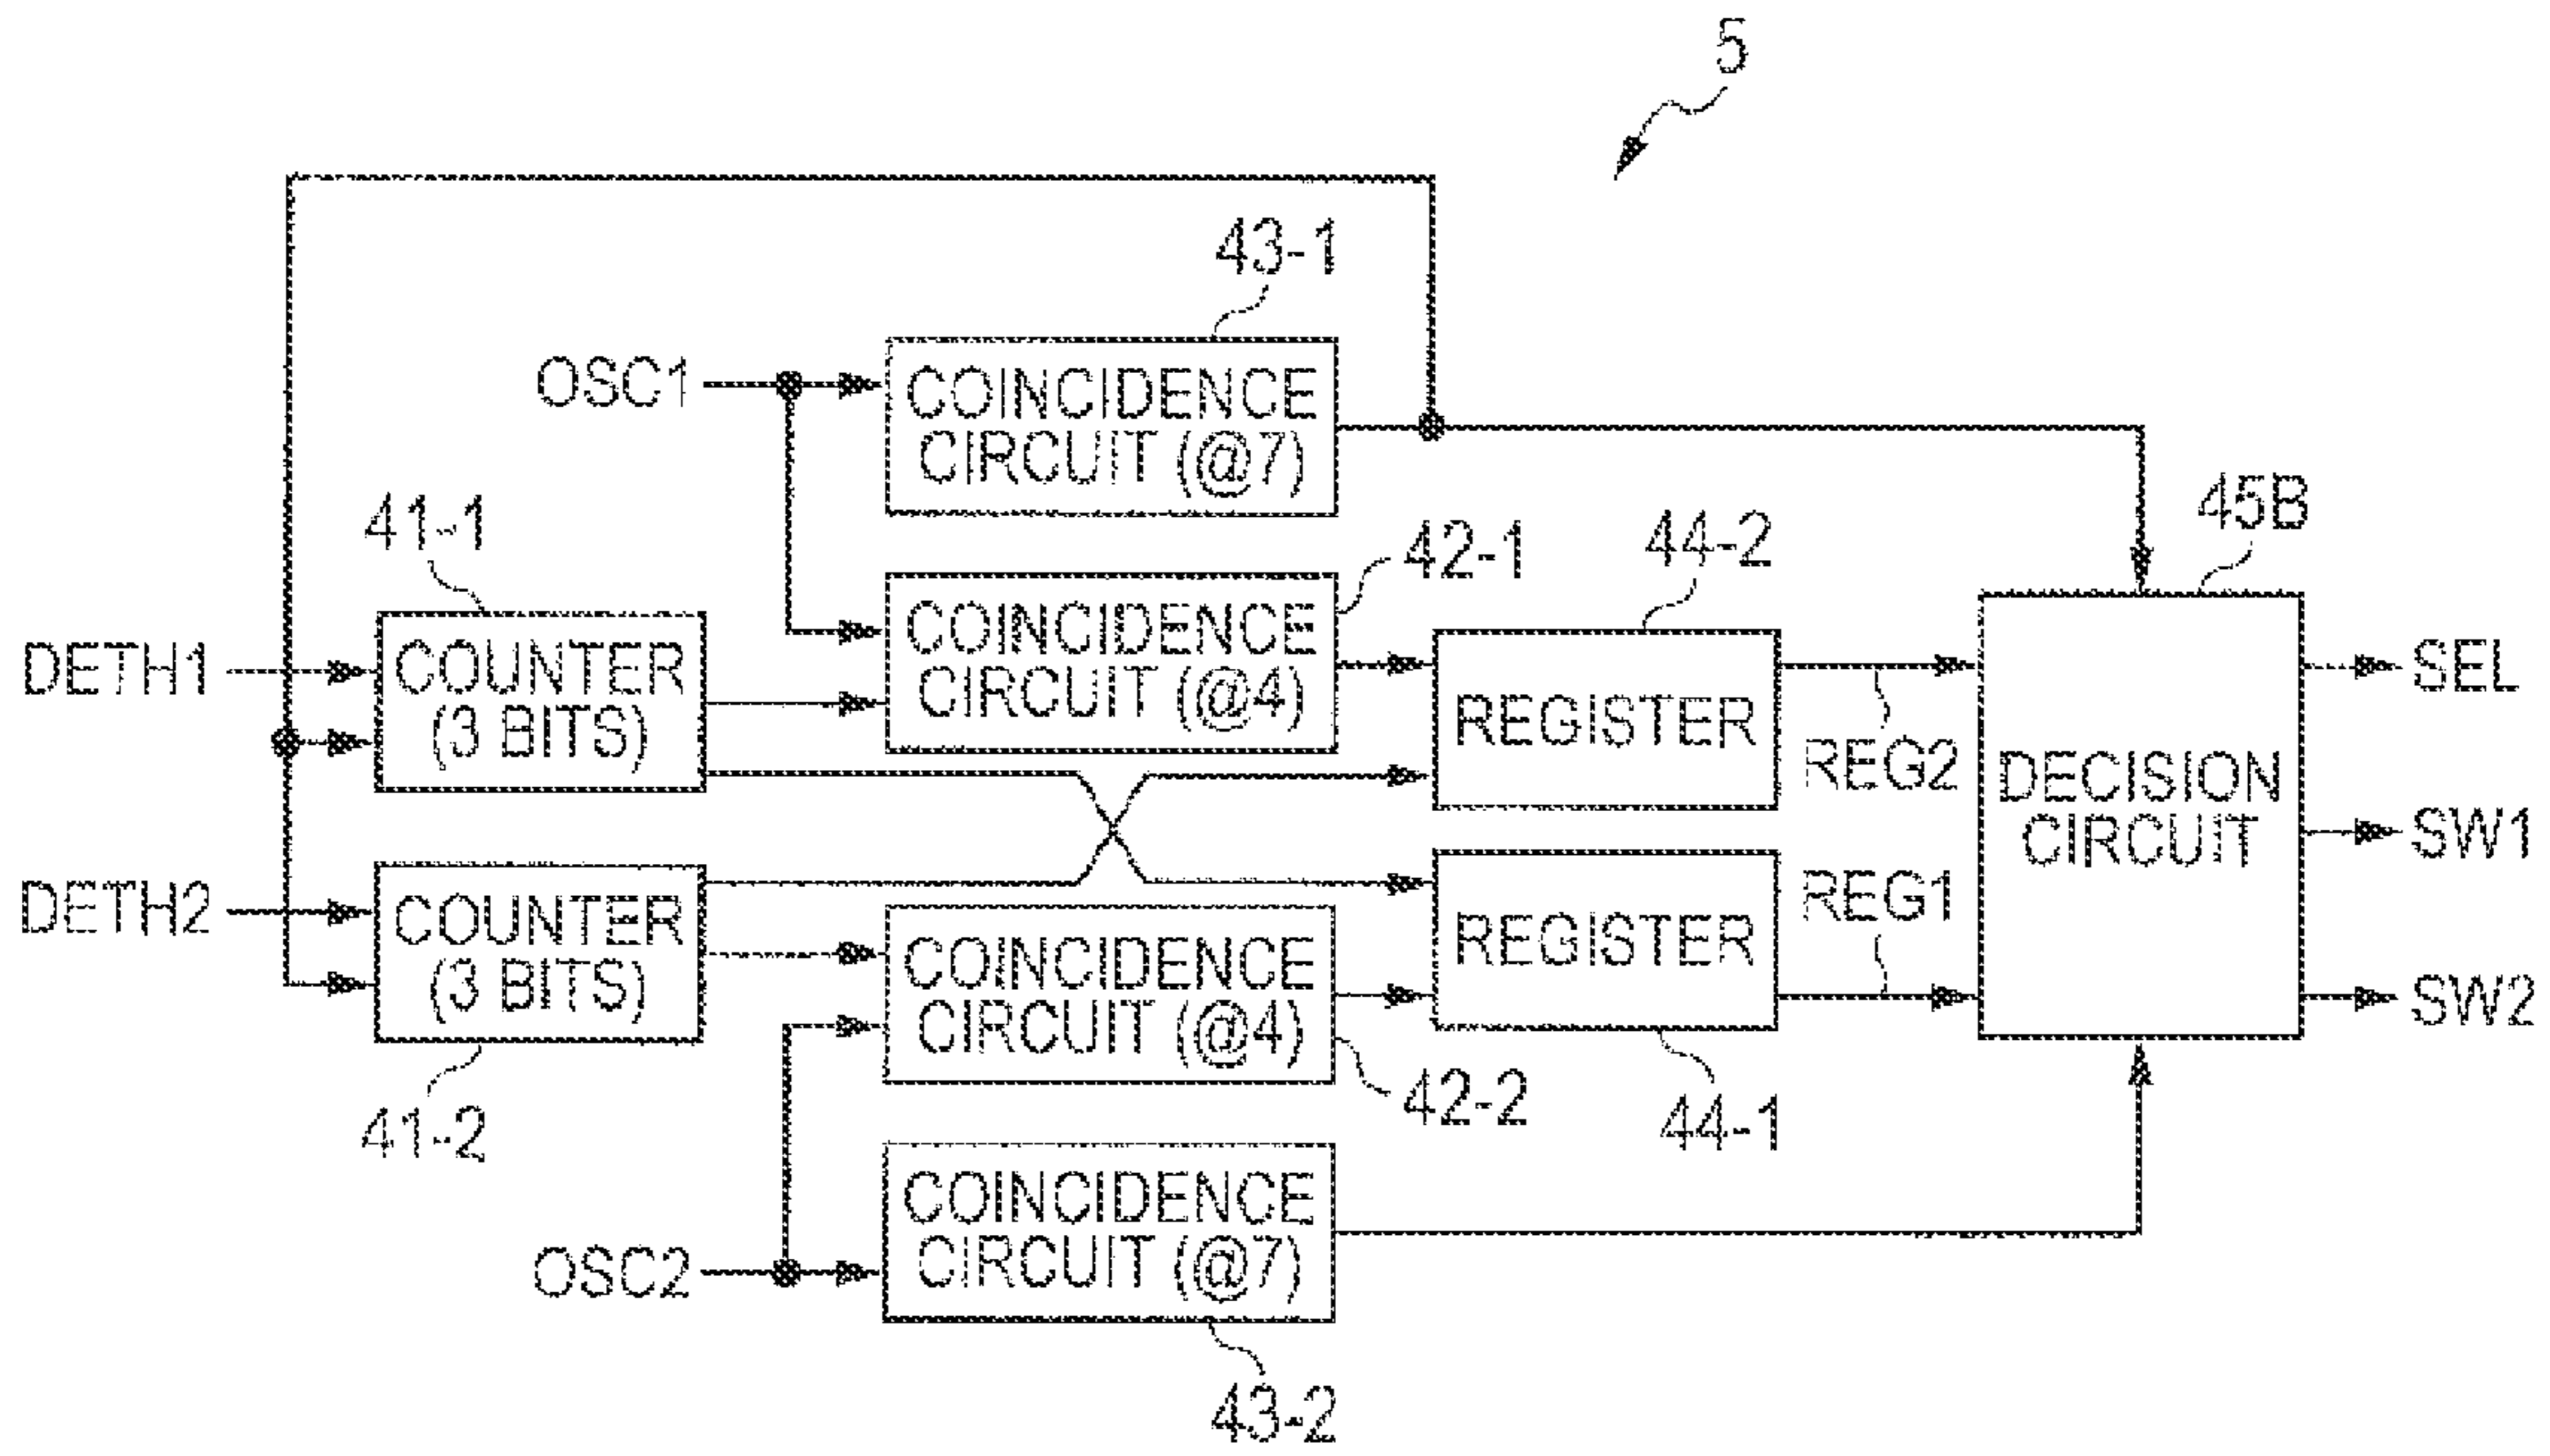 5
43-1
OSC1
COINCIDENCE
CIRCUIT (@7)
45B
41-1
42-1
44-2
DETH1
COUNTER
(3 BITS)
COINCIDENCE
CIRCUIT (@4)
REGISTER
REG2
DECISION
CIRCUIT
SEL
SW1
SW2
DETH2
COUNTER
(3 BITS)
COINCIDENCE
CIRCUIT (@4)
REGISTER
REG1
41-2
42-2
44-1
OSC2
COINCIDENCE
CIRCUIT (@7)
43-2